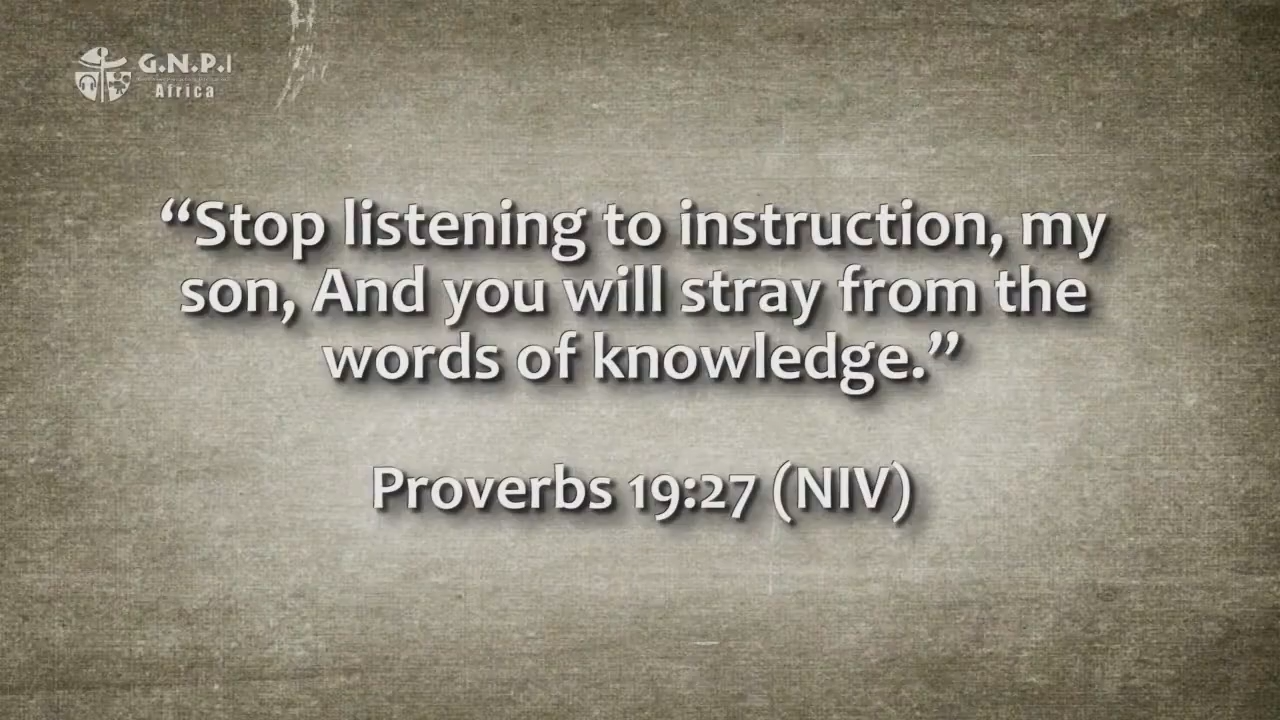 G.N.P.I
Africa
“Stop listening to instruction, my
son, And you will stray from the
words of knowledge.”
Proverbs 19:27 (NIV)